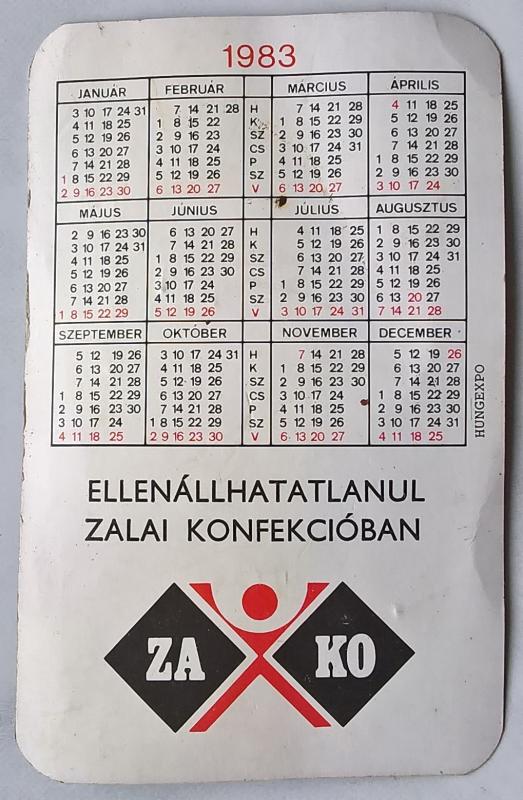 1983
JANUÁR FEBRUÁR MÁRCIUS ÁPRILIS
3 10 17 24 31 7 14 21 28 H 7 14 21 28 4 11 18 25
4 11 18 25 1 8 15 22 K 1 8 15 22 29 5 12 19 26
5 12 19 26 2 9 16 23 SZ 2 9 16 23 30 6 13 20 27
6 13 20 27 3 10 17 24 CS 3 10 17 24 31 7 14 21 28
7 14 21 28 4 11 18 25 P 4 11 18 25 1 8 15 22 29
1 8 15 22 29 5 12 19 26 SZ 5 12 19 26 2 9 16 23 30
2 9 16 23 30 6 13 20 27 V 6 13 20 27 3 10 17 24
MÁJUS JÚNIUS JÚLIUS AUGUSZTUS
2 9 16 23 30 6 13 20 27 H 4 11 18 25 1 8 15 22 29
3 10 17 24 31 7 14 21 28 K 5 12 19 26 2 9 16 23 30
4 11 18 25 1 8 15 22 29 SZ 6 13 20 27 3 10 17 24 31
5 12 19 26 2 9 16 23 30 CS 7 14 21 28 4 11 18 25
6 13 20 27 3 10 17 24 P 1 8 15 22 29 5 12 19 26
7 14 21 28 4 11 18 25 SZ 2 9 16 23 30 6 13 20 27
1 8 15 22 29 5 12 19 26 V 3 10 17 24 31 7 14 21 28
SZEPTEMBER OKTÓBER NOVEMBER DECEMBER
5 12 19 26 3 10 17 24 31 H 7 14 21 28 5 12 19 26
6 13 20 27 4 11 18 25 K 1 8 15 22 29 6 13 20 27
7 14 21 28 5 12 19 26 SZ 2 9 16 23 30 7 14 21 28
1 8 15 22 29 6 13 20 27 CS 3 10 17 24 1 8 15 22 29
2 9 16 23 30 7 14 21 28 P 4 11 18 25 2 9 16 23 30
3 10 17 24 1 8 15 22 29 SZ 5 12 19 26 3 10 17 24 31
4 11 18 25 2 9 16 23 30 V 6 13 20 27 4 11 18 25
HUNGEXPO
ELLENÁLLHATATLANUL
ZALAI KONFEKCIÓBAN
ZA KO